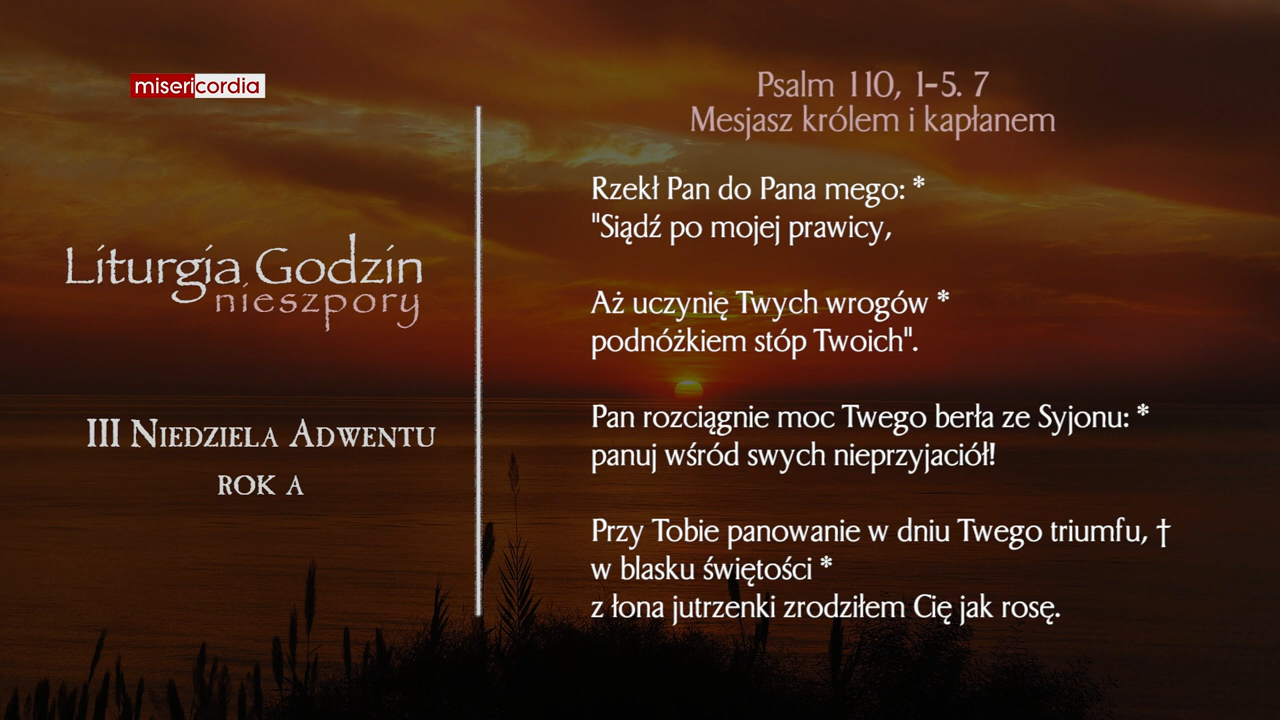 misericordia
Liturgia Godzin
nieszpory
III Niedziela Adwentu
rok A
Psalm 110, 1-5. 7
Mesjasz królem i kapłanem
Rzekł Pan do Pana mego: *
"Siądź po mojej prawicy,
Aż uczynię Twych wrogów *
podnóżkiem stóp Twoich".
Pan rozciągnie moc Twego berła ze Syjonu: *
panuj wśród swych nieprzyjaciół!
Przy Tobie panowanie w dniu Twego triumfu, †
w blasku świętości *
z łona jutrzenki zrodziłem Cię jak rosę.